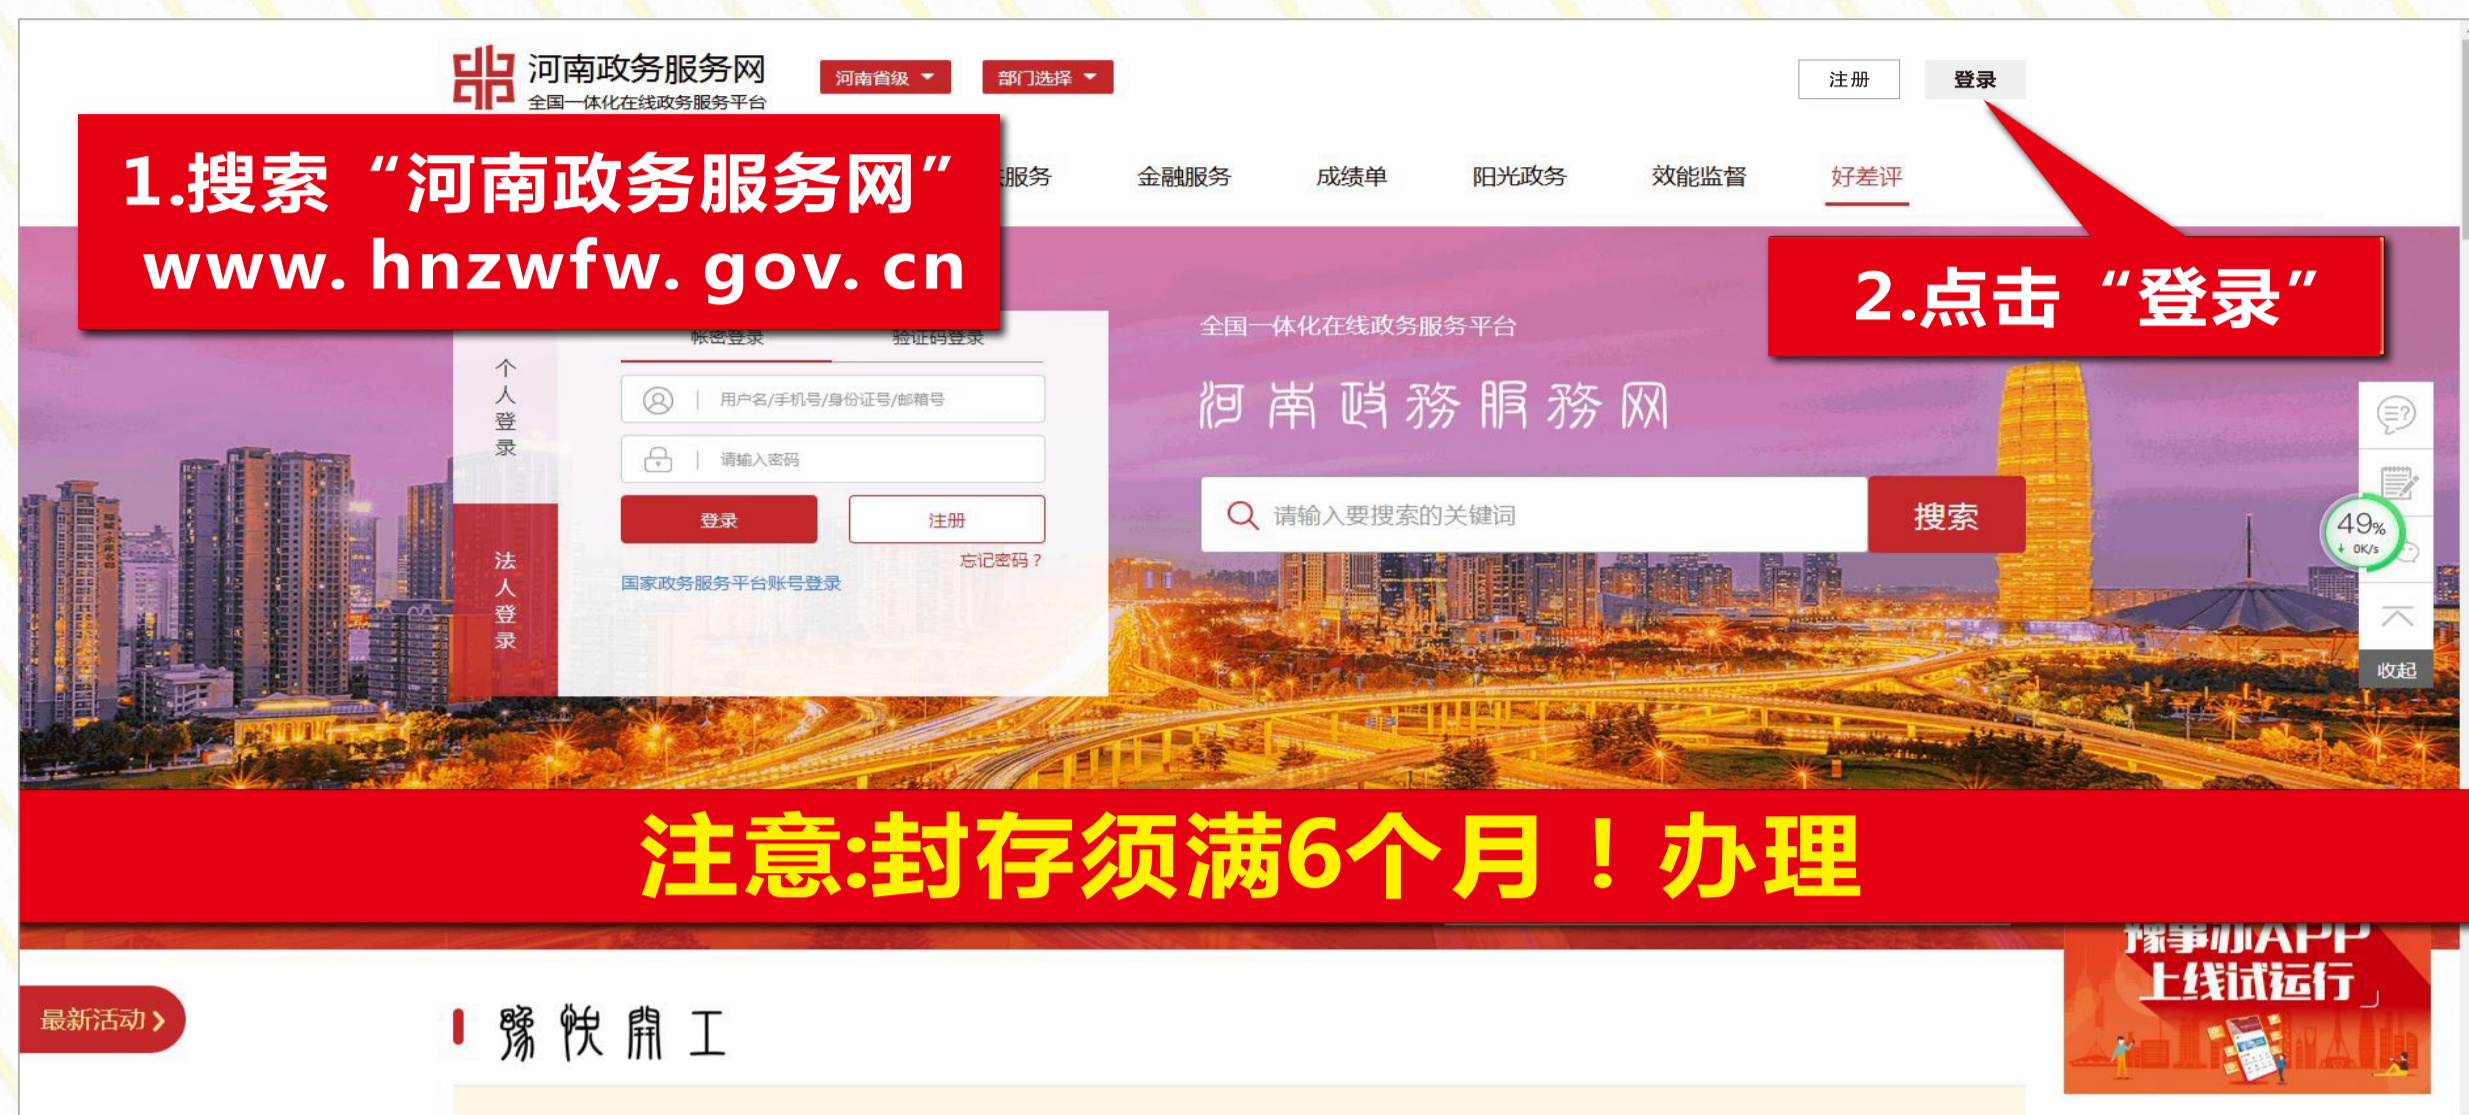 河南政务服务网
全国一体化在线政务服务平台
河南省级
部门选择
注册
登录
1.搜索“河南政务服务网”
www.hnzwfw.gov.cn
服务
金融服务
成绩单
阳光政务
效能监督
好差评
2.点击“登录”
帐密登录
验证码登录
个人登录
用户名/手机号/身份证号/邮箱号
请输入密码
登录
注册
忘记密码？
国家政务服务平台账号登录
法人登录
全国一体化在线政务服务平台
河南政務服務网
请输入要搜索的关键词
搜索
49%
0K/s
收起
注意:封存须满6个月！办理
豫事办APP
上线试运行
最新活动
豫快開工